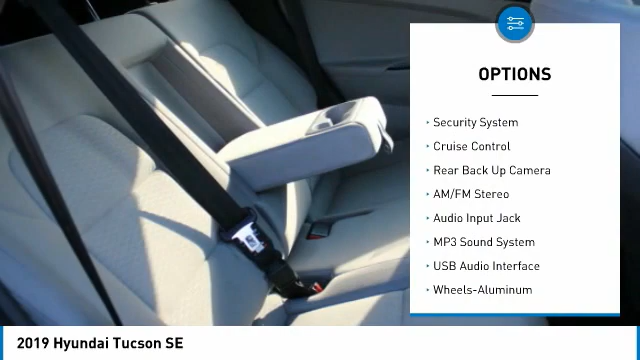 OPTIONS
• Security System
• Cruise Control
• Rear Back Up Camera
• AM/FM Stereo
• Audio Input Jack
• MP3 Sound System
• USB Audio Interface
• Wheels-Aluminum
2019 Hyundai Tucson SE